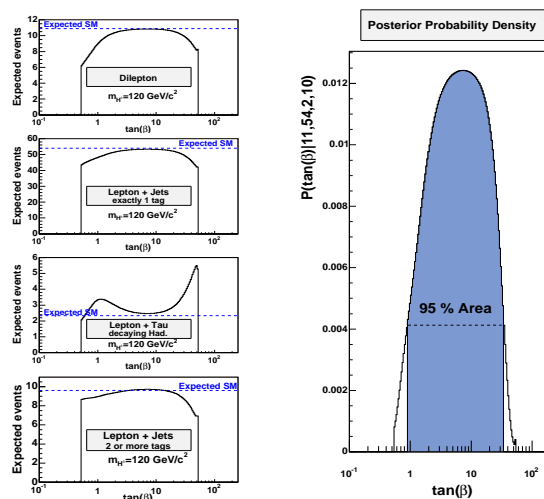 Expected events
12
10
8
6
4
2
0
Expected SM
Dilepton
m_H+=120 GeV/c²
10⁻¹
1
10
10²
tan(β)
Expected events
60
50
40
30
20
10
0
Expected SM
Lepton + Jets
exactly 1 tag
m_H+=120 GeV/c²
10⁻¹
1
10
10²
tan(β)
Expected events
6
5
4
3
2
1
0
Expected SM
Lepton + Tau
decaying Had.
m_H+=120 GeV/c²
10⁻¹
1
10
10²
tan(β)
Expected events
10
8
6
4
2
0
Expected SM
Lepton + Jets
2 or more tags
m_H+=120 GeV/c²
10⁻¹
1
10
10²
tan(β)
Posterior Probability Density
P(tan(β)|11,54,2,10)
0.012
0.01
0.008
0.006
0.004
0.002
0
95 % Area
10⁻¹
1
10
10²
tan(β)